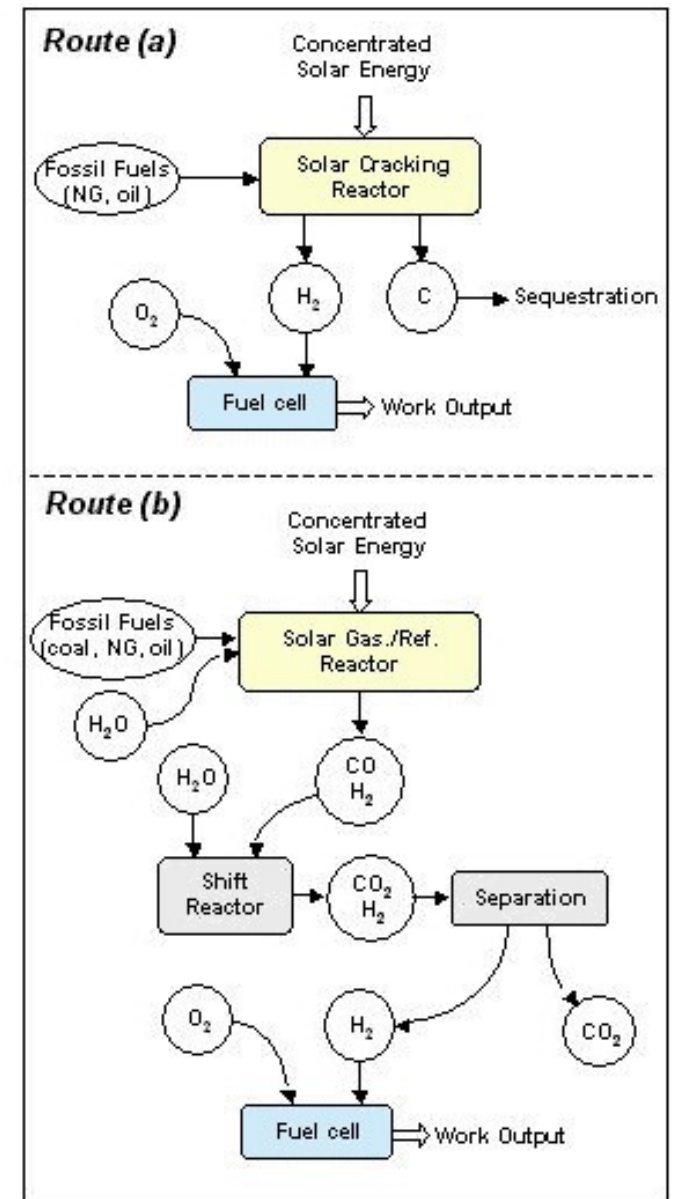 Route (a)
Concentrated
Solar Energy
Fossil Fuels
(NG, oil)
Solar Cracking
Reactor
O₂
H₂
C
Sequestration
Fuel cell
Work Output
Route (b)
Concentrated
Solar Energy
Fossil Fuels
(coal, NG, oil)
Solar Gas./Ref.
Reactor
H₂O
H₂O
CO
H₂
Shift
Reactor
CO₂
H₂
Separation
O₂
H₂
CO₂
Fuel cell
Work Output